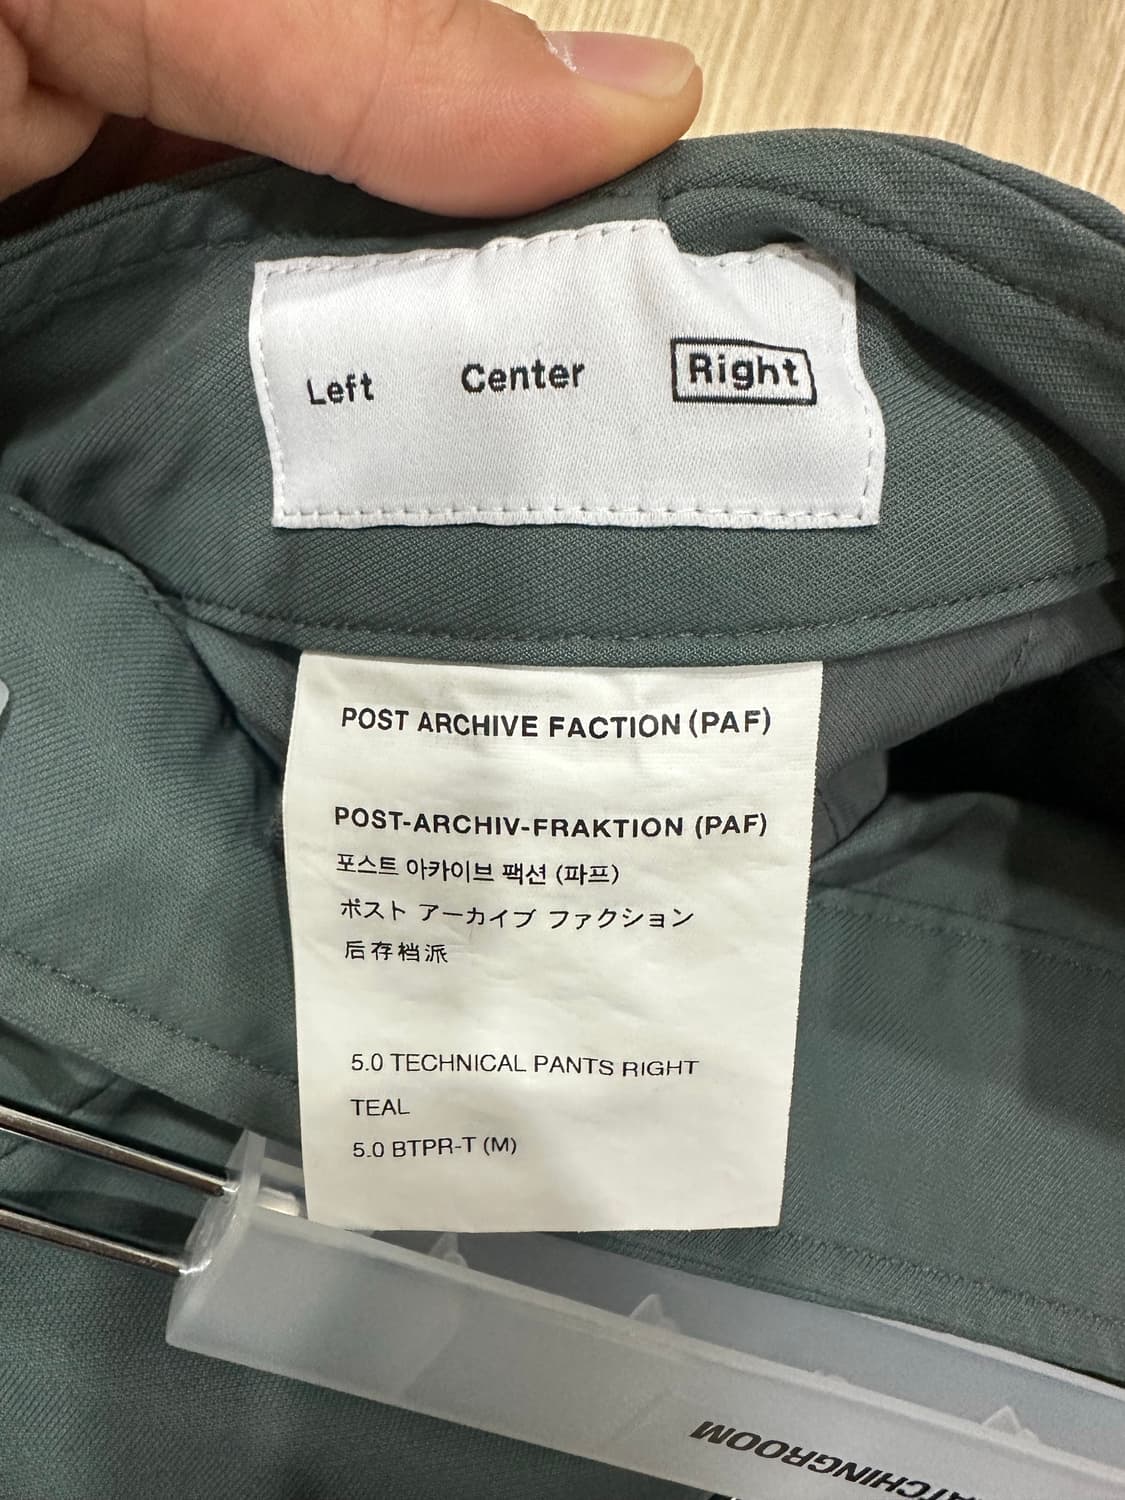 Left Center Right
POST ARCHIVE FACTION (PAF)
POST-ARCHIV-FRAKTION (PAF)
포스트 아카이브 팩션 (파프)
ポスト アーカイブ ファクション
后存档派
5.0 TECHNICAL PANTS RIGHT
TEAL
5.0 BTPR-T (M)